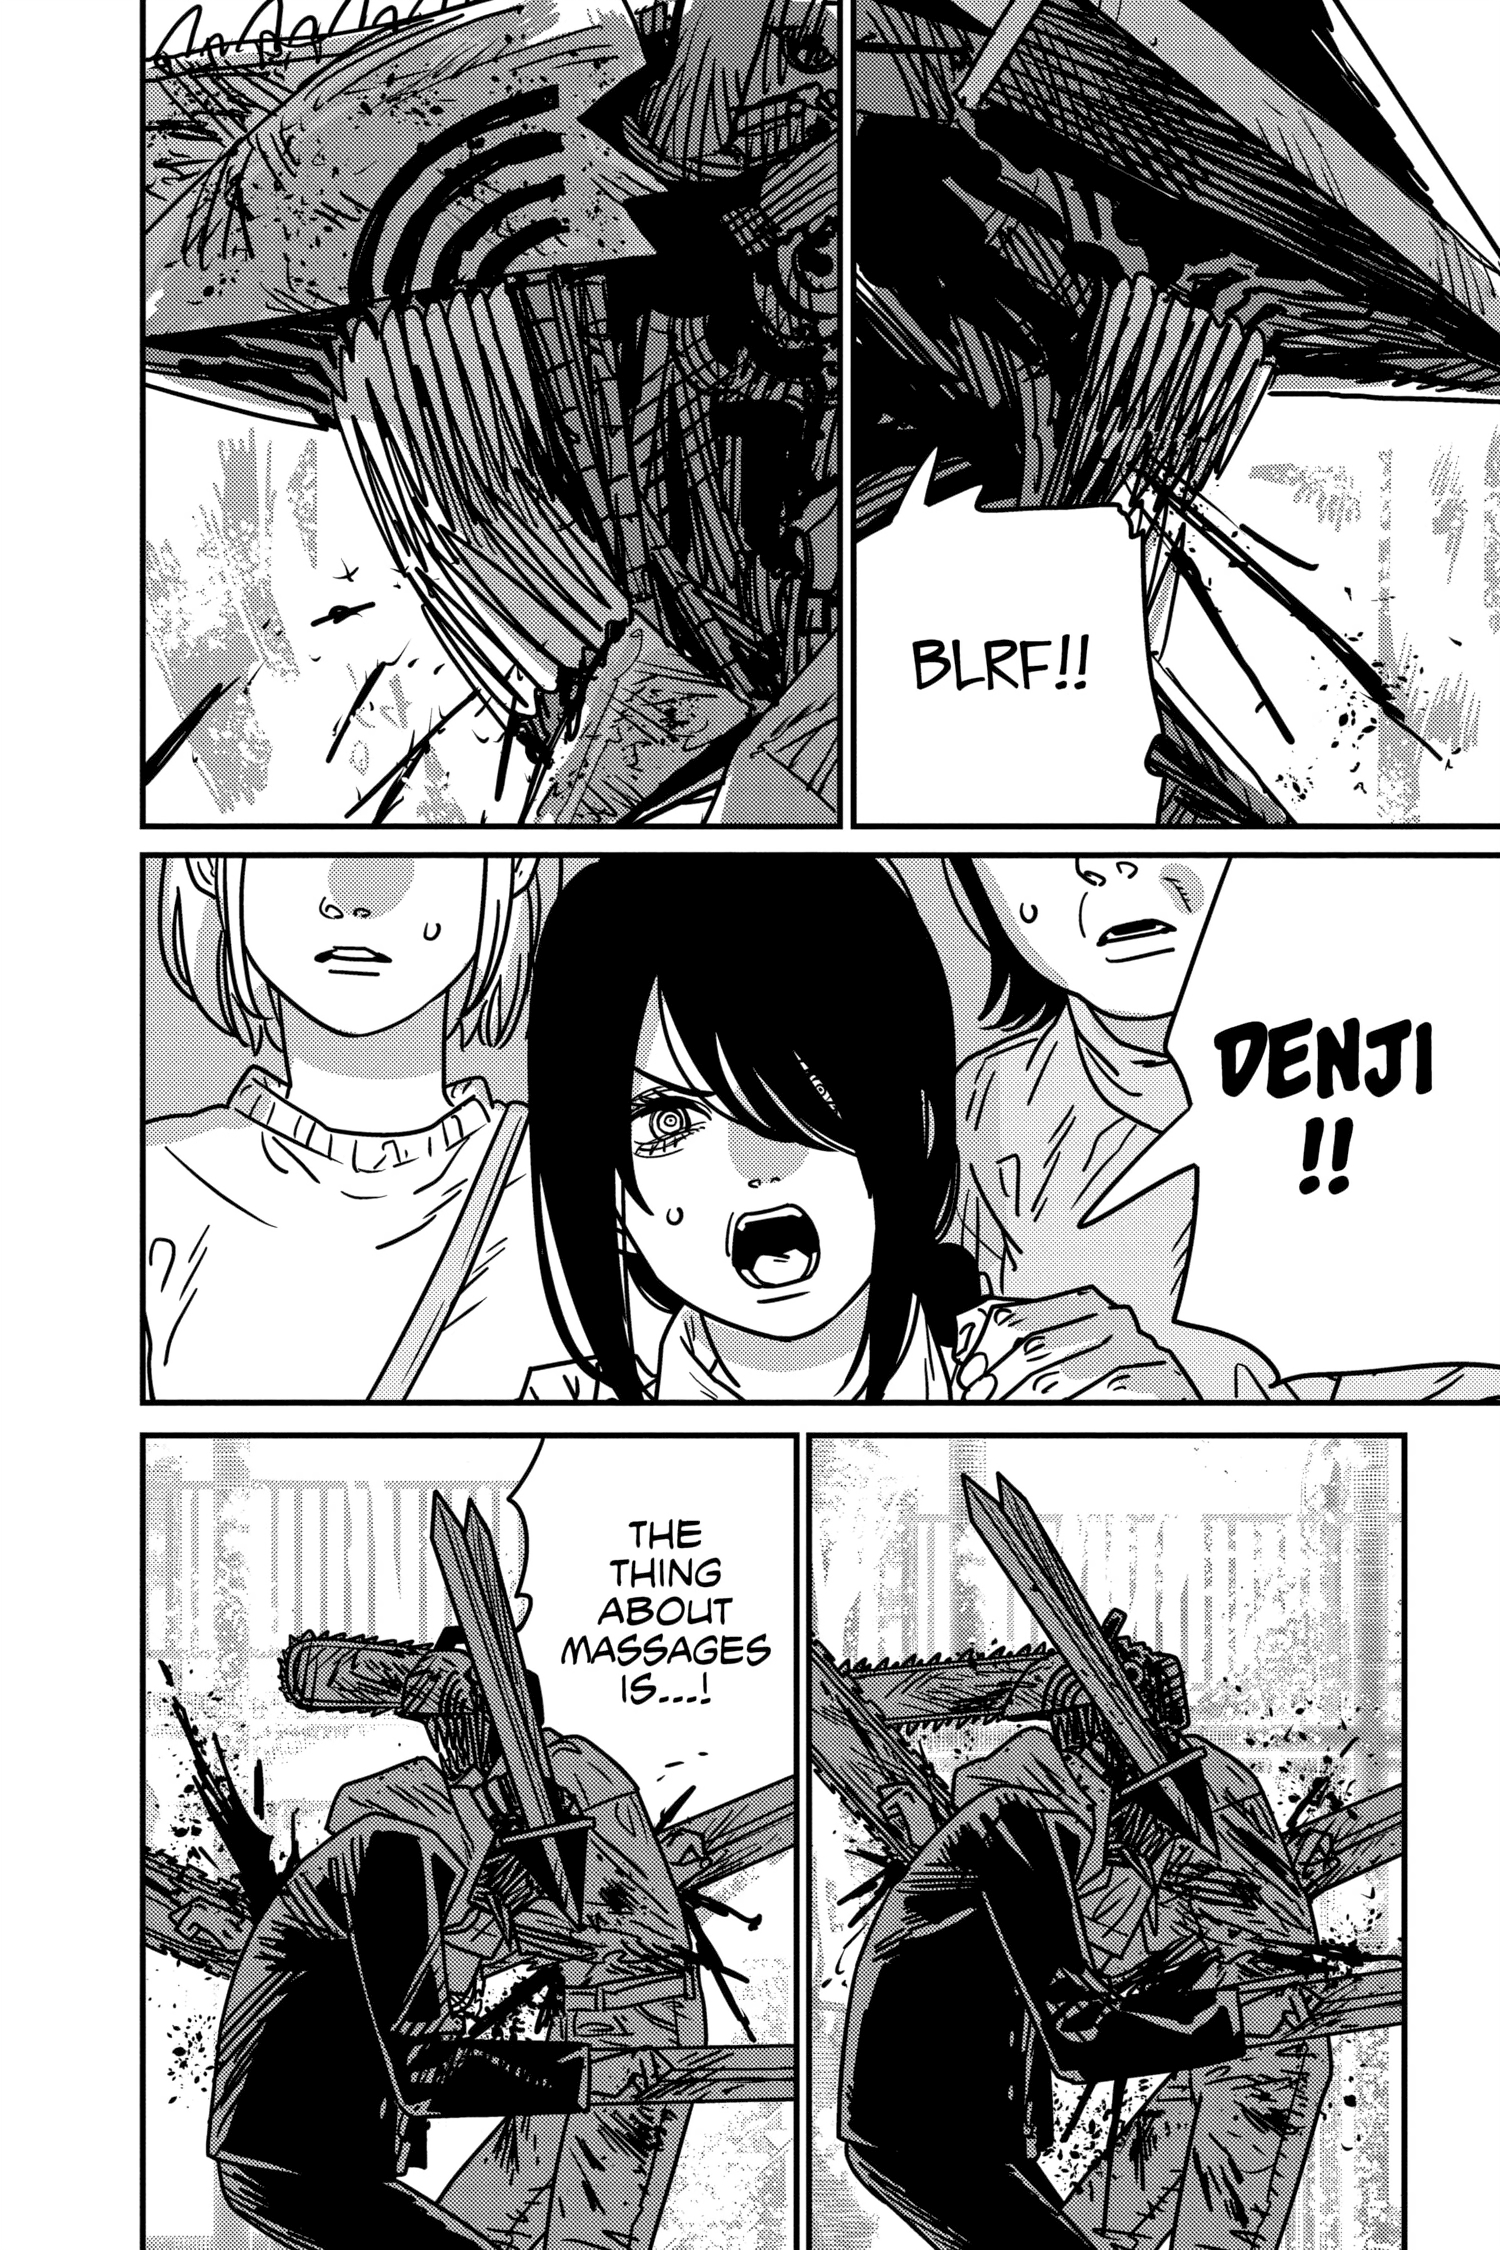 BLRF!!
DENJI
!!
THE
THING
ABOUT
MASSAGES
IS...!